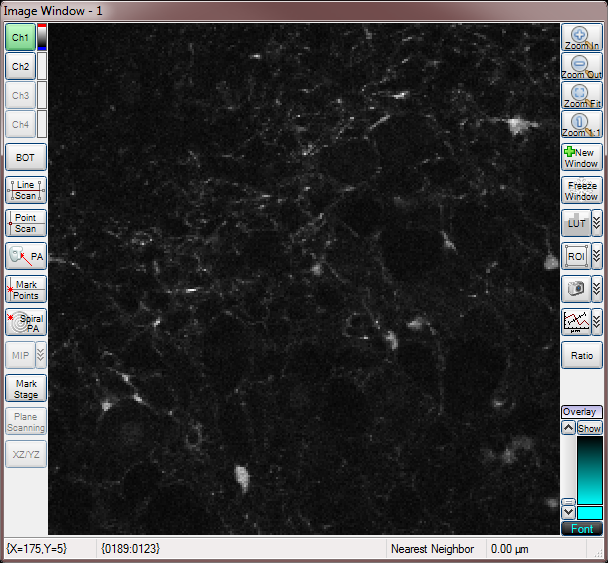 Image Window - 1
Ch1
Ch2
Ch3
Ch4
BOT
Line
Scan
Point
Scan
PA
Mark
Points
Spiral
PA
MIP
Mark
Stage
Plane
Scanning
XZ/YZ
Zoom In
Zoom Out
Zoom Fit
Zoom 1:1
New
Window
Freeze
Window
LUT
ROI
µm
Ratio
Overlay
Show
Font
{X=175,Y=5}
{0189:0123}
Nearest Neighbor
0.00 µm